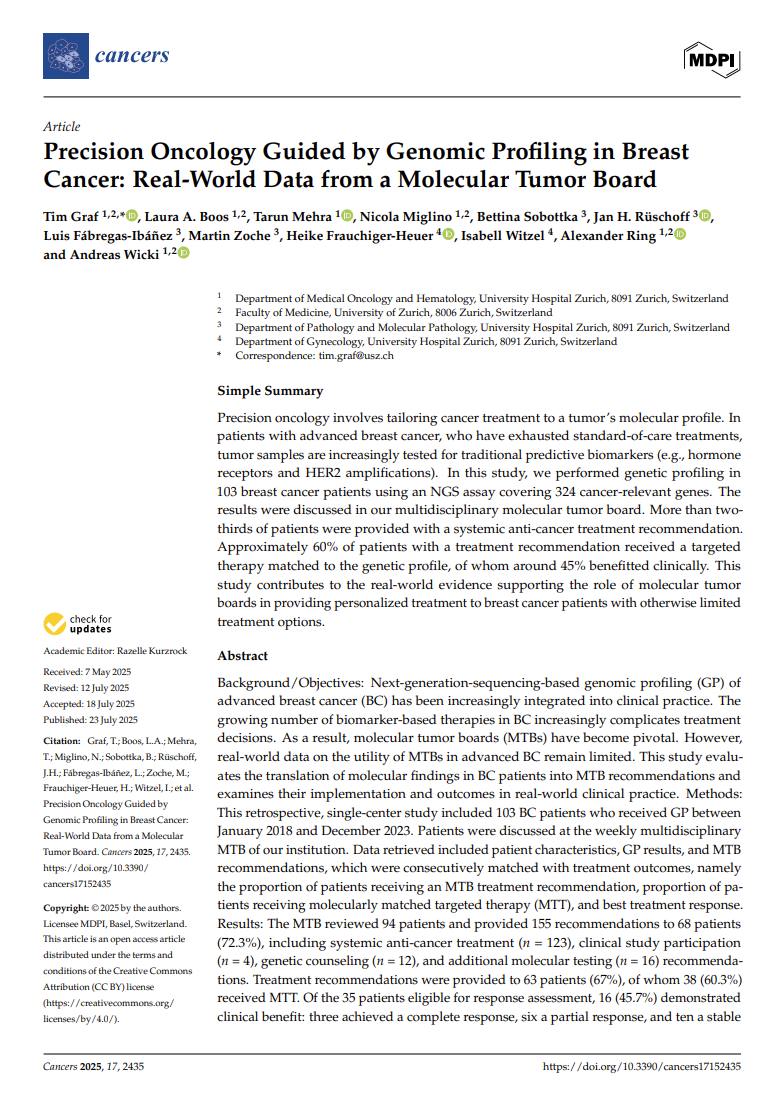 cancers
MDPI
Article
Precision Oncology Guided by Genomic Profiling in Breast
Cancer: Real-World Data from a Molecular Tumor Board
Tim Graf 1,2,*, Laura A. Boos 1,2, Tarun Mehra 1, Nicola Miglino 1,2, Bettina Sobottka 3, Jan H. Rüschoff 3,
Luis Fábregas-Ibáñez 3, Martin Zoche 3, Heike Frauchiger-Heuer 4, Isabell Witzel 4, Alexander Ring 1,2
and Andreas Wicki 1,2
1 Department of Medical Oncology and Hematology, University Hospital Zurich, 8091 Zurich, Switzerland
2 Faculty of Medicine, University of Zurich, 8006 Zurich, Switzerland
3 Department of Pathology and Molecular Pathology, University Hospital Zurich, 8091 Zurich, Switzerland
4 Department of Gynecology, University Hospital Zurich, 8091 Zurich, Switzerland
* Correspondence: tim.graf@usz.ch
Simple Summary
Precision oncology involves tailoring cancer treatment to a tumor's molecular profile. In
patients with advanced breast cancer, who have exhausted standard-of-care treatments,
tumor samples are increasingly tested for traditional predictive biomarkers (e.g., hormone
receptors and HER2 amplifications). In this study, we performed genetic profiling in
103 breast cancer patients using an NGS assay covering 324 cancer-relevant genes. The
results were discussed in our multidisciplinary molecular tumor board. More than two-
thirds of patients were provided with a systemic anti-cancer treatment recommendation.
Approximately 60% of patients with a treatment recommendation received a targeted
therapy matched to the genetic profile, of whom around 45% benefitted clinically. This
study contributes to the real-world evidence supporting the role of molecular tumor
boards in providing personalized treatment to breast cancer patients with otherwise limited
treatment options.
Abstract
Background/Objectives: Next-generation-sequencing-based genomic profiling (GP) of
advanced breast cancer (BC) has been increasingly integrated into clinical practice. The
growing number of biomarker-based therapies in BC increasingly complicates treatment
decisions. As a result, molecular tumor boards (MTBs) have become pivotal. However,
real-world data on the utility of MTBs in advanced BC remain limited. This study evalu-
ates the translation of molecular findings in BC patients into MTB recommendations and
examines their implementation and outcomes in real-world clinical practice. Methods:
This retrospective, single-center study included 103 BC patients who received GP between
January 2018 and December 2023. Patients were discussed at the weekly multidisciplinary
MTB of our institution. Data retrieved included patient characteristics, GP results, and MTB
recommendations, which were consecutively matched with treatment outcomes, namely
the proportion of patients receiving an MTB treatment recommendation, proportion of pa-
tients receiving molecularly matched targeted therapy (MTT), and best treatment response.
Results: The MTB reviewed 94 patients and provided 155 recommendations to 68 patients
(72.3%), including systemic anti-cancer treatment (n = 123), clinical study participation
(n = 4), genetic counseling (n = 12), and additional molecular testing (n = 16) recommenda-
tions. Treatment recommendations were provided to 63 patients (67%), of whom 38 (60.3%)
received MTT. Of the 35 patients eligible for response assessment, 16 (45.7%) demonstrated
clinical benefit: three achieved a complete response, six a partial response, and ten a stable
check for
updates
Academic Editor: Razelle Kurzrock
Received: 7 May 2025
Revised: 12 July 2025
Accepted: 18 July 2025
Published: 23 July 2025
Citation: Graf, T.; Boos, L.A.; Mehra,
T.; Miglino, N.; Sobottka, B.; Rüschoff,
J.H.; Fábregas-Ibáñez, L.; Zoche, M.;
Frauchiger-Heuer, H.; Witzel, I.; et al.
Precision Oncology Guided by
Genomic Profiling in Breast Cancer:
Real-World Data from a Molecular
Tumor Board. Cancers 2025, 17, 2435.
https://doi.org/10.3390/
cancers17152435
Copyright: © 2025 by the authors.
Licensee MDPI, Basel, Switzerland.
This article is an open access article
distributed under the terms and
conditions of the Creative Commons
Attribution (CC BY) license
(https://creativecommons.org/
licenses/by/4.0/).
Cancers 2025, 17, 2435
https://doi.org/10.3390/cancers17152435